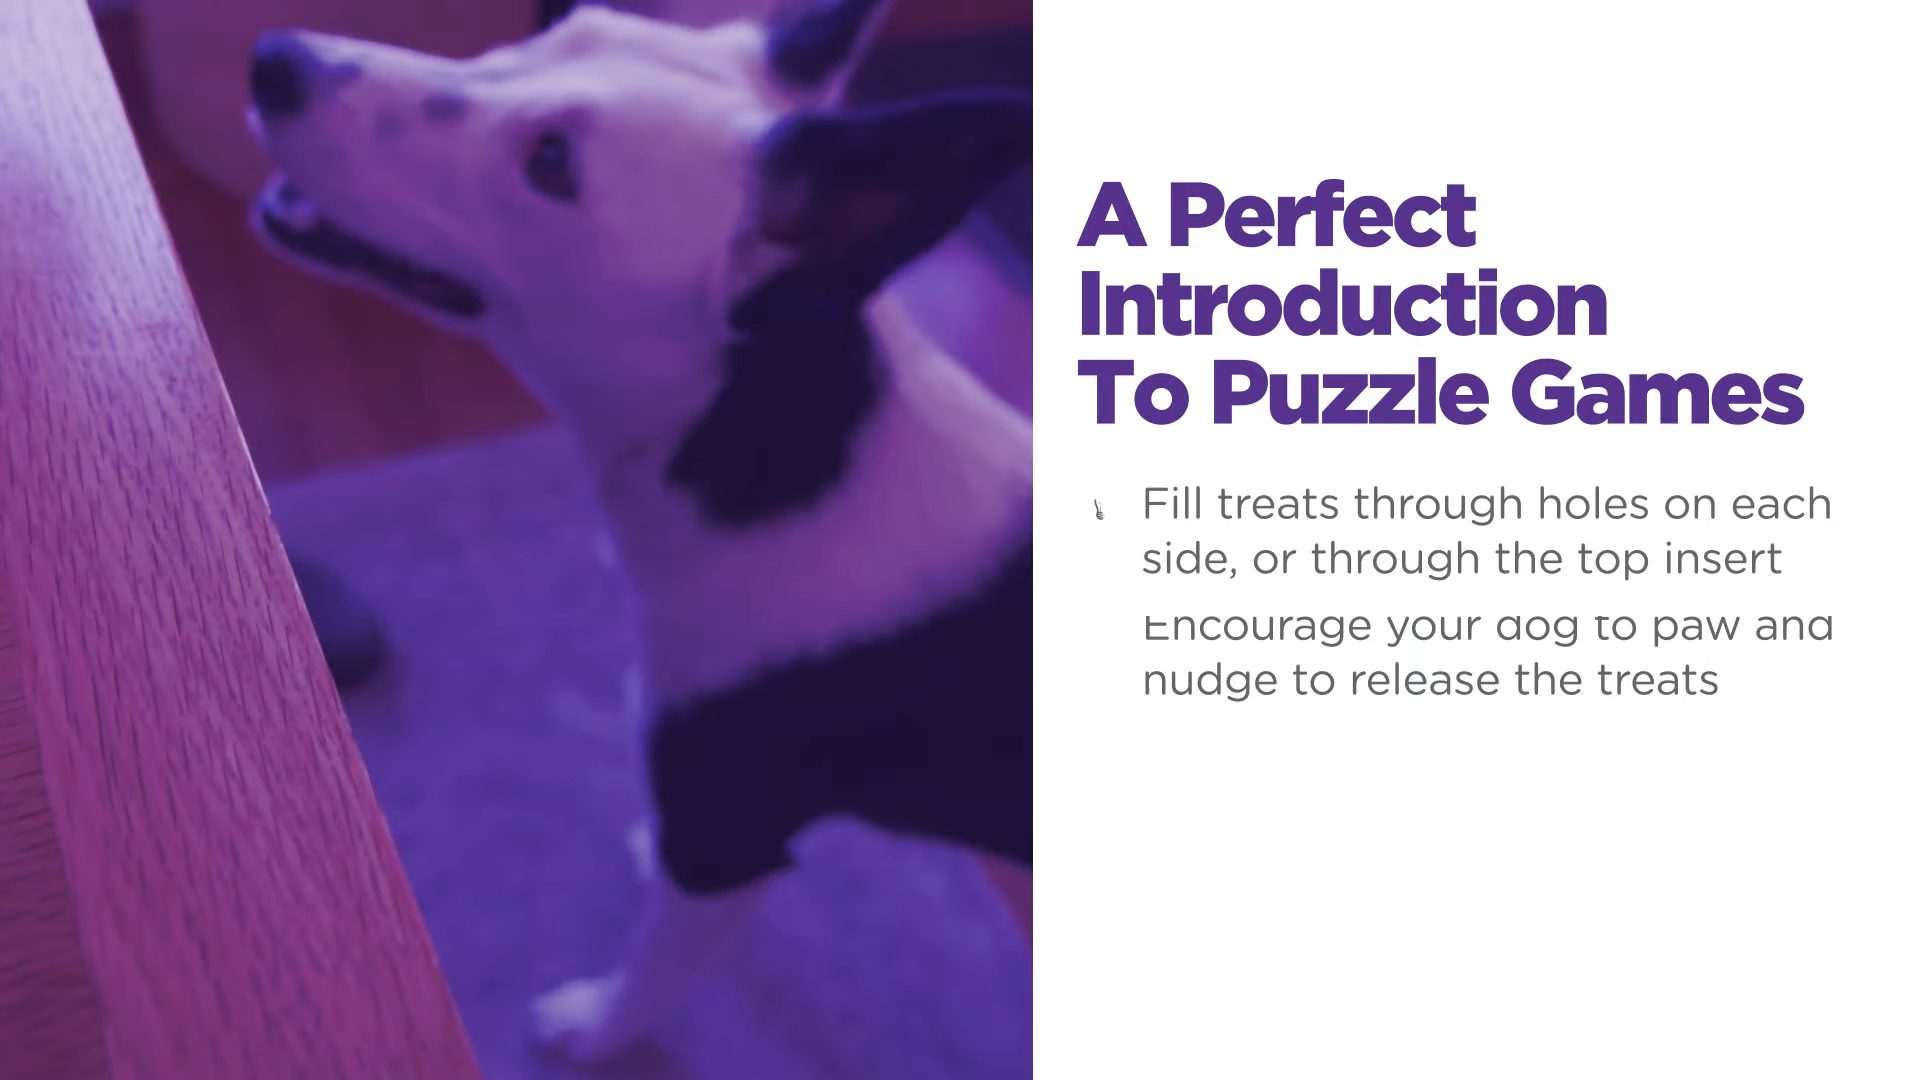 A Perfect
Introduction
To Puzzle Games
Fill treats through holes on each
side, or through the top insert
Encourage your dog to paw and
nudge to release the treats